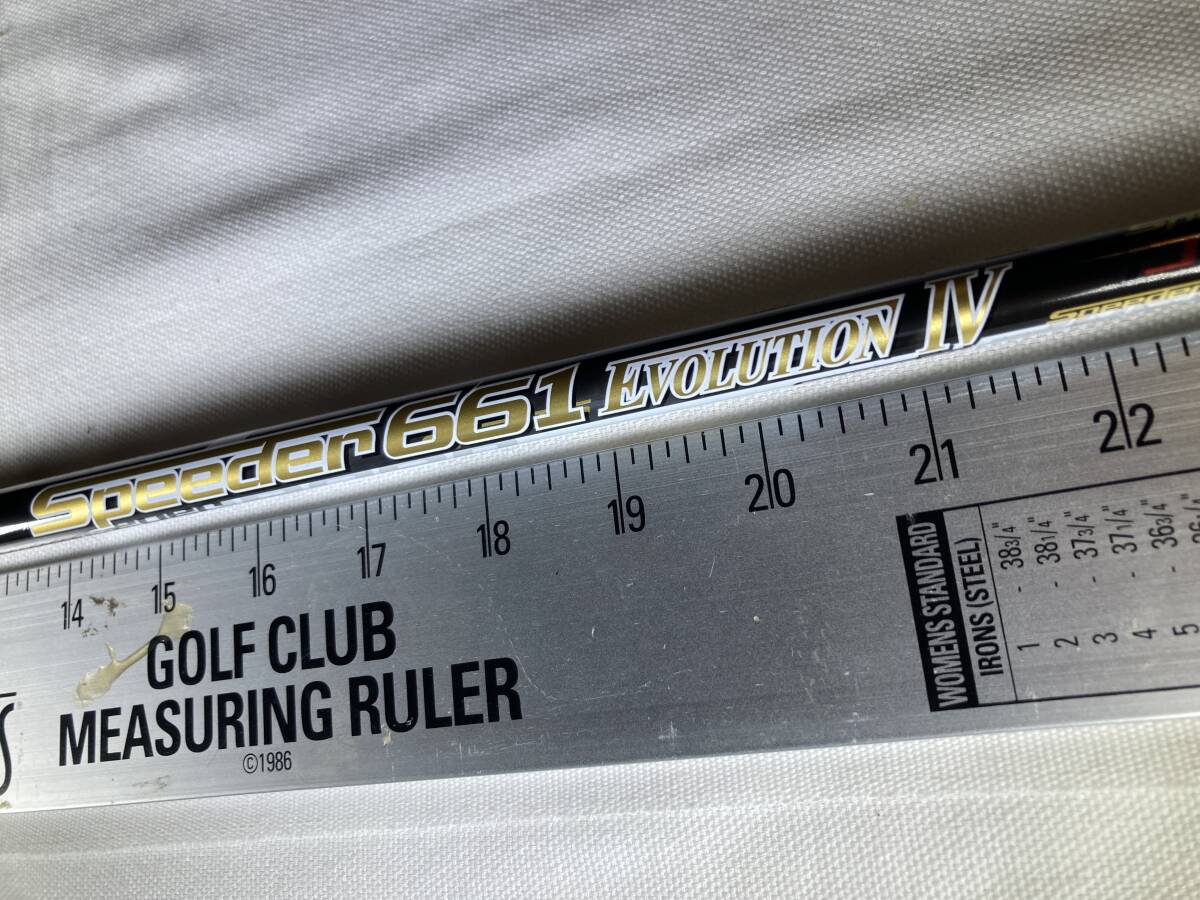 Speeder 661 EVOLUTION IV
Speeder
14 15 16 17 18 19 20 21 22
GOLF CLUB
MEASURING RULER
©1986
WOMENS STANDARD
IRONS (STEEL)
1 - 38 3/4"
2 - 38 1/4"
3 - 37 3/4"
4 - 37 1/4"
5 - 36 3/4"